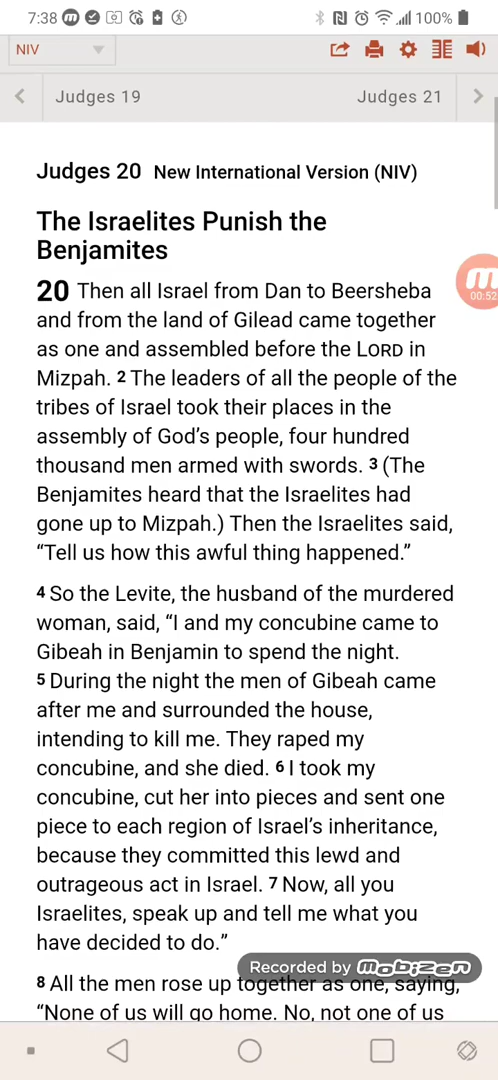 7:38 100%
NIV
Judges 19 Judges 21
Judges 20 New International Version (NIV)
The Israelites Punish the
Benjamites
20 Then all Israel from Dan to Beersheba
and from the land of Gilead came together
as one and assembled before the LORD in
Mizpah. 2 The leaders of all the people of the
tribes of Israel took their places in the
assembly of God’s people, four hundred
thousand men armed with swords. 3 (The
Benjamites heard that the Israelites had
gone up to Mizpah.) Then the Israelites said,
“Tell us how this awful thing happened.”
4 So the Levite, the husband of the murdered
woman, said, “I and my concubine came to
Gibeah in Benjamin to spend the night.
5 During the night the men of Gibeah came
after me and surrounded the house,
intending to kill me. They raped my
concubine, and she died. 6 I took my
concubine, cut her into pieces and sent one
piece to each region of Israel’s inheritance,
because they committed this lewd and
outrageous act in Israel. 7 Now, all you
Israelites, speak up and tell me what you
have decided to do.”
8 All the men rose up together as one, saying,
“None of us will go home. No, not one of us
00:52
Recorded by mobizen